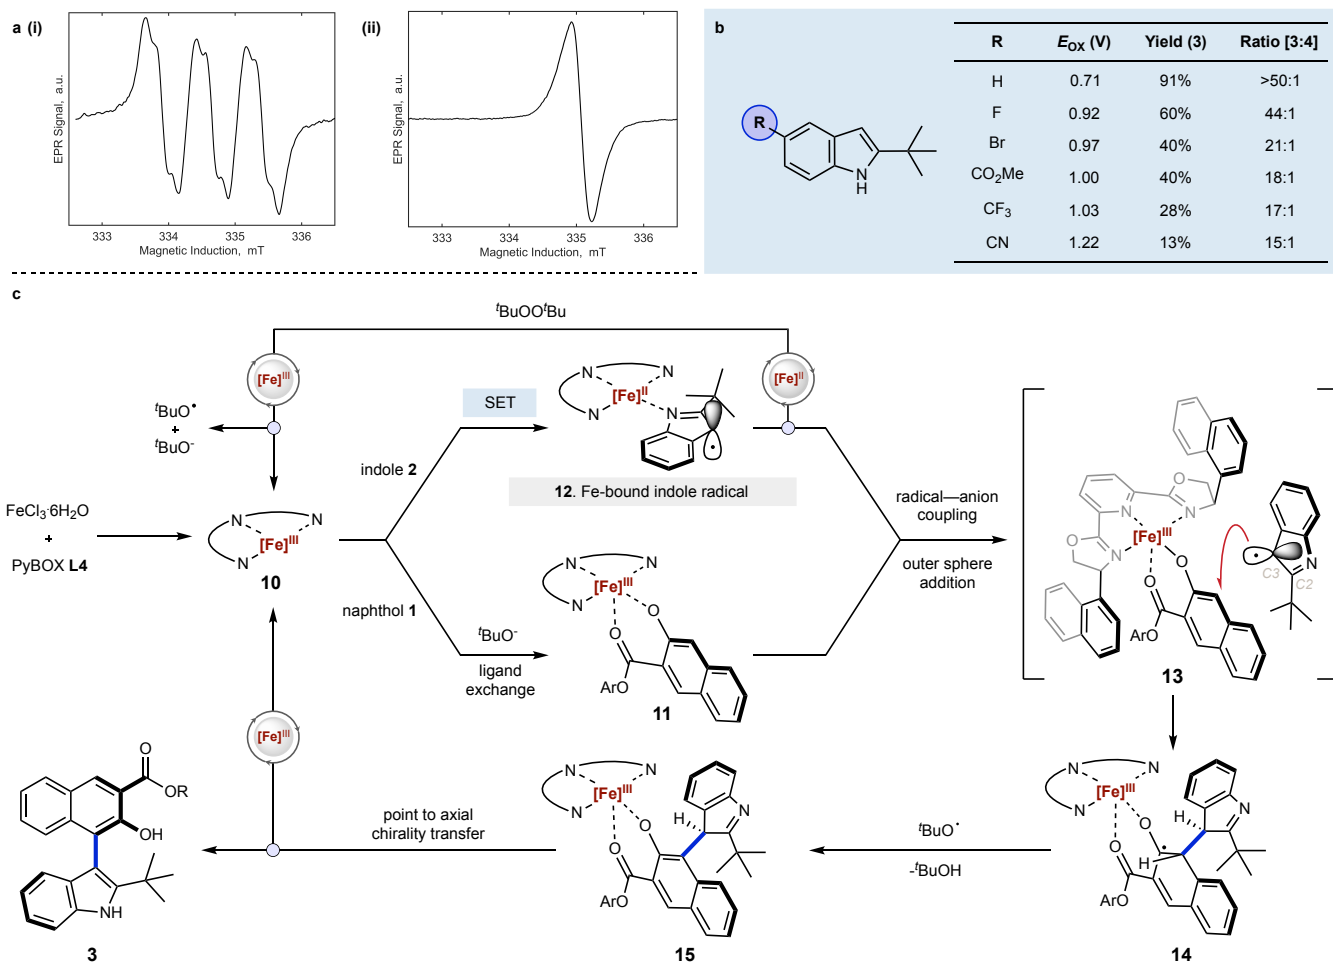 a (i)
EPR Signal, a.u.
333
334
335
336
Magnetic Induction, mT
(ii)
EPR Signal, a.u.
333
334
335
336
Magnetic Induction, mT
b
R
N
H
R EOX (V) Yield (3) Ratio [3:4]
H 0.71 91% >50:1
F 0.92 60% 44:1
Br 0.97 40% 21:1
CO2Me 1.00 40% 18:1
CF3 1.03 28% 17:1
CN 1.22 13% 15:1
c
tBuOOtBu
[Fe]III
[Fe]II
tBuO•
+
tBuO-
FeCl3·6H2O
+
PyBOX L4
N
N
N
[Fe]III
10
indole 2
naphthol 1
SET
N
N
N
[Fe]II
N
12. Fe-bound indole radical
tBuO-
ligand
exchange
N
N
N
[Fe]III
O
O
ArO
11
radical—anion
coupling
outer sphere
addition
O
N
N
O
N
[Fe]III
O
O
ArO
C3
C2
N
13
N
N
N
[Fe]III
O
O
ArO
H
H
N
14
tBuO•
-tBuOH
N
N
N
[Fe]III
O
O
ArO
H
N
15
point to axial
chirality transfer
[Fe]III
O
OR
OH
NH
3